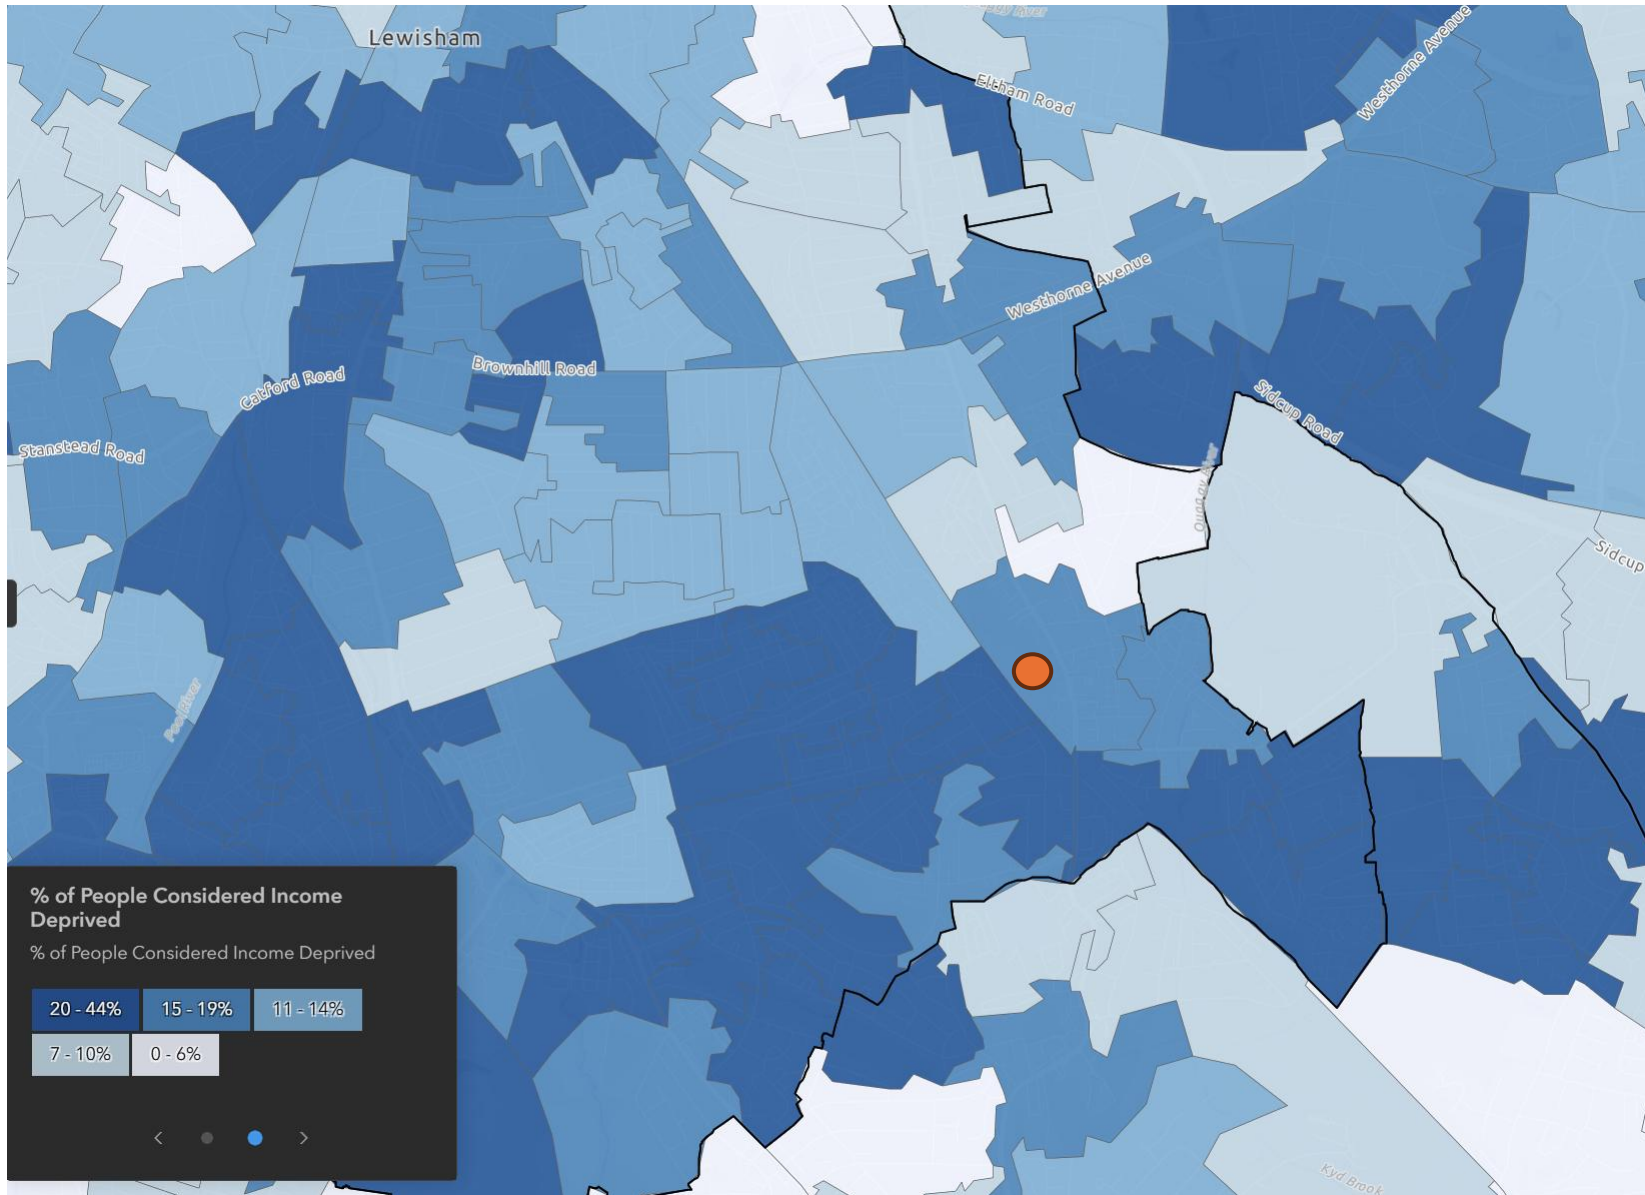 Quaggy River
Lewisham
Westhorne Avenue
Eltham Road
Westhorne Avenue
Brownhill Road
Catford Road
Sidcup Road
Stanstead Road
Quaggy River
Sidcup
Pool River
% of People Considered Income
Deprived
% of People Considered Income Deprived
20 - 44%
15 - 19%
11 - 14%
7 - 10%
0 - 6%
Kyd Brook